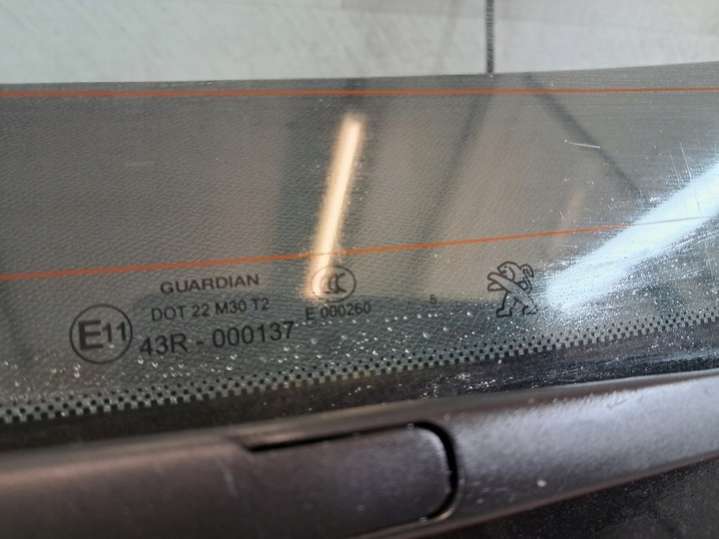 GUARDIAN
DOT 22 M30 T2
E11
43R - 000137
E 000260